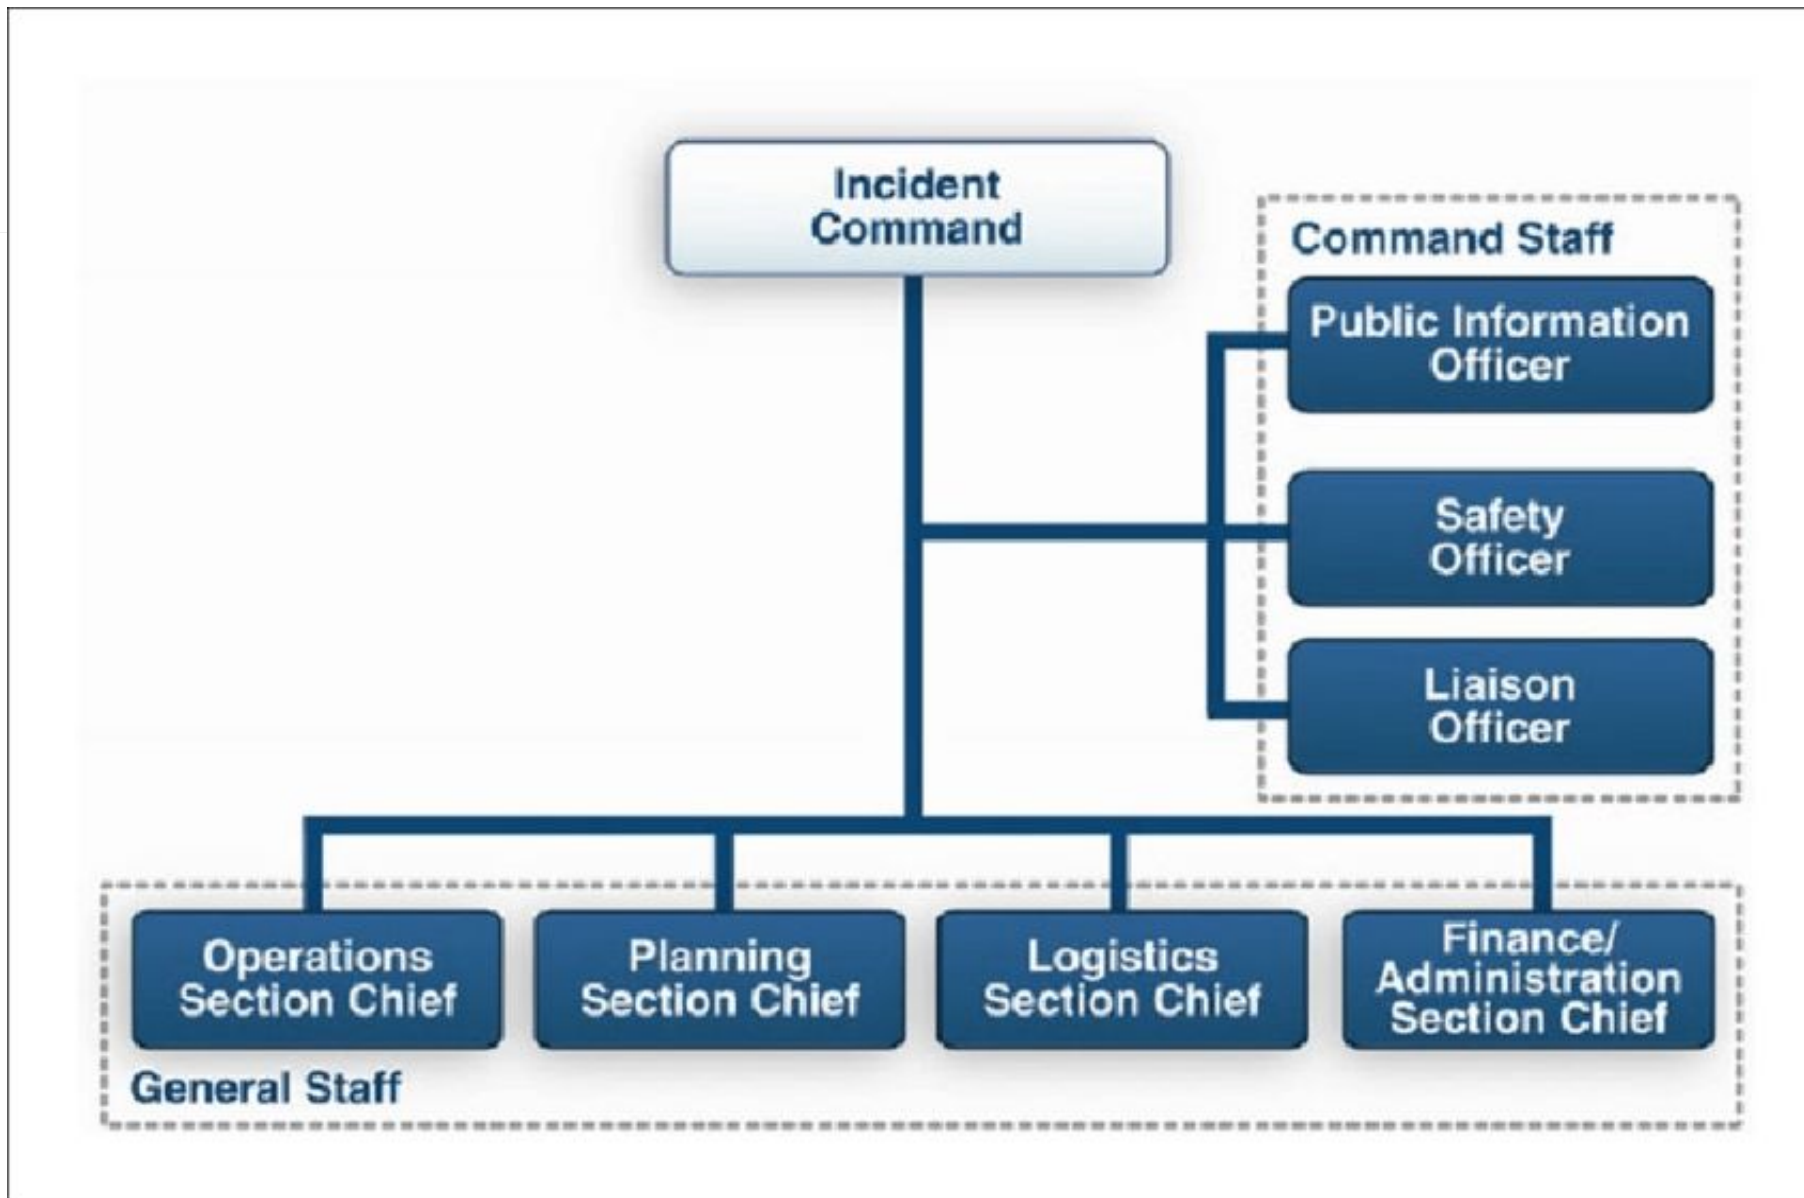 Incident
Command
Command Staff
Public Information
Officer
Safety
Officer
Liaison
Officer
Operations
Section Chief
Planning
Section Chief
Logistics
Section Chief
Finance/
Administration
Section Chief
General Staff